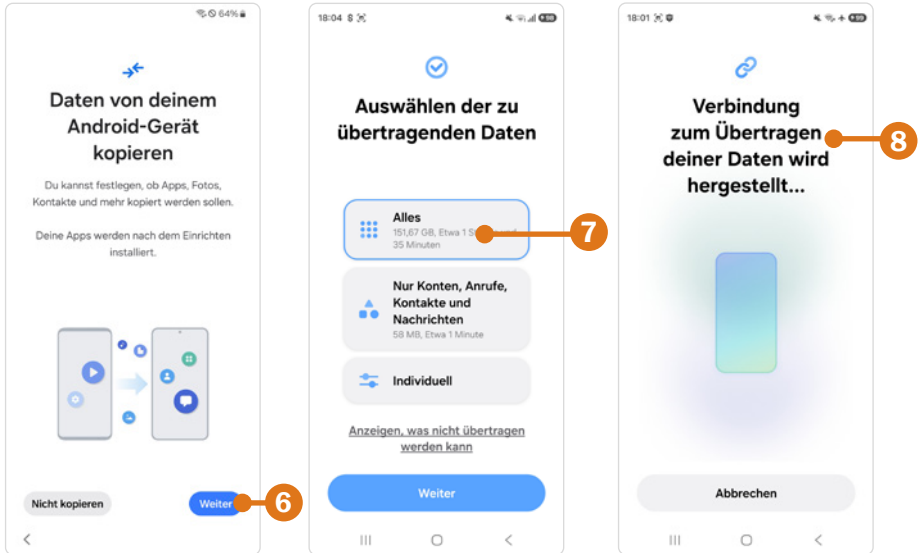 64%
Daten von deinem
Android-Gerät
kopieren
Du kannst festlegen, ob Apps, Fotos,
Kontakte und mehr kopiert werden sollen.
Deine Apps werden nach dem Einrichten
installiert.
Nicht kopieren
Weiter
6
18:04
98
Auswählen der zu
übertragenden Daten
Alles
151,67 GB, Etwa 1 und
35 Minuten
7
Nur Konten, Anrufe,
Kontakte und
Nachrichten
58 MB, Etwa 1 Minute
Individuell
Anzeigen, was nicht übertragen
werden kann
Weiter
18:01
Verbindung
zum Übertragen
deiner Daten wird
hergestellt...
8
Abbrechen